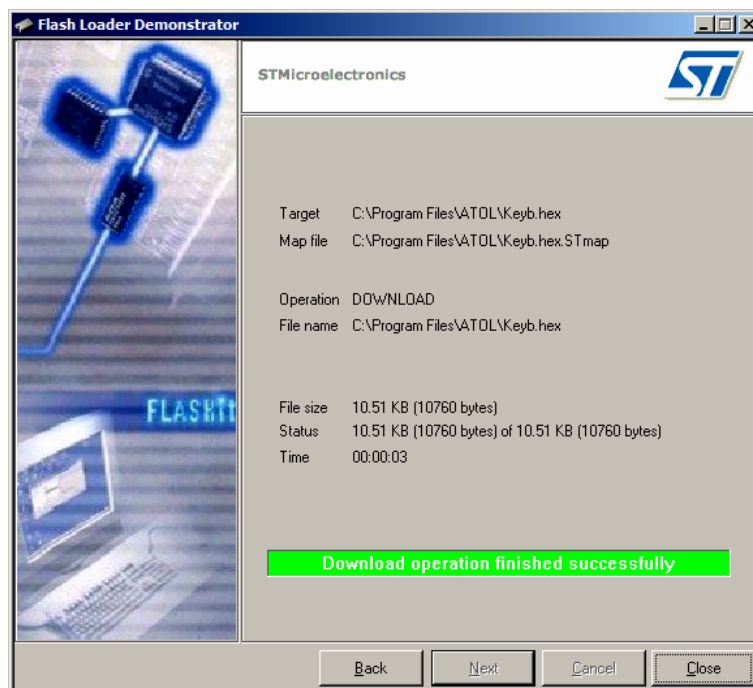 Flash Loader Demonstrator
STMicroelectronics
ST
Target C:\Program Files\ATOL\Keyb.hex
Map file C:\Program Files\ATOL\Keyb.hex.STmap
Operation DOWNLOAD
File name C:\Program Files\ATOL\Keyb.hex
FLASHit
File size 10.51 KB (10760 bytes)
Status 10.51 KB (10760 bytes) of 10.51 KB (10760 bytes)
Time 00:00:03
Download operation finished successfully
Back Next Cancel Close